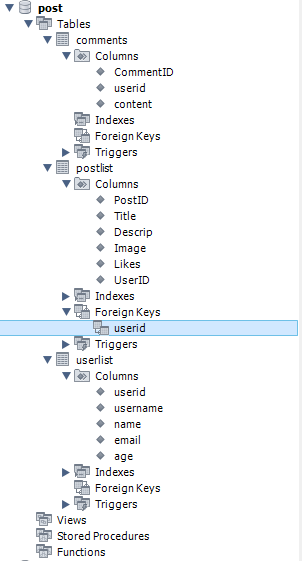 post
Tables
comments
Columns
CommentID
userid
content
Indexes
Foreign Keys
Triggers
postlist
Columns
PostID
Title
Descrip
Image
Likes
UserID
Indexes
Foreign Keys
userid
Triggers
userlist
Columns
userid
username
name
email
age
Indexes
Foreign Keys
Triggers
Views
Stored Procedures
Functions